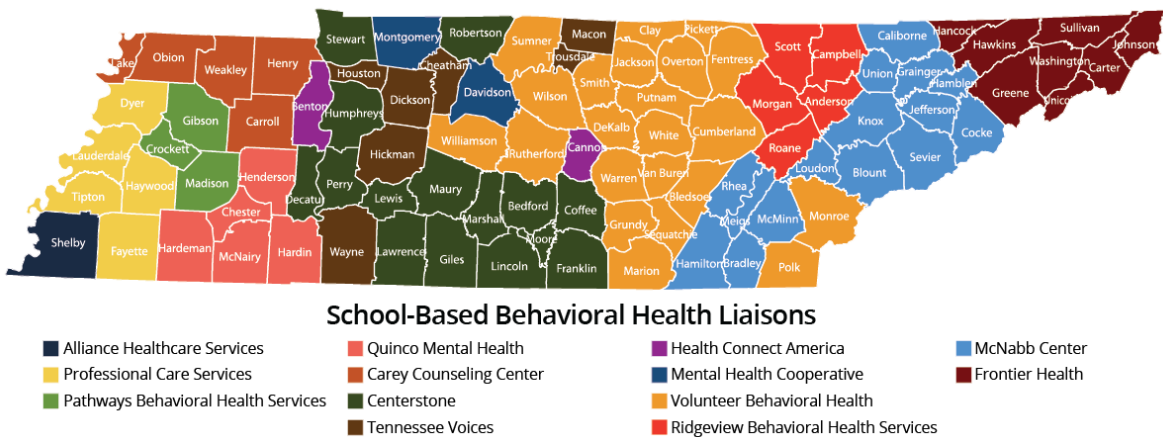 Stewart
Montgomery
Robertson
Sumner
Macon
Clay
Pickett
Scott
Campbell
Caliborne
Hancock
Hawkins
Sullivan
Johnson
Lake
Obion
Weakley
Henry
Houston
Cheatham
Trousdale
Jackson
Overton
Fentress
Union
Grainger
Hamblen
Greene
Washington
Carter
Unicoi
Dyer
Gibson
Carroll
Benton
Humphreys
Dickson
Davidson
Wilson
Smith
Putnam
Morgan
Anderson
Knox
Jefferson
Cocke
Lauderdale
Crockett
Haywood
Madison
Henderson
Hickman
Williamson
Rutherford
Cannon
DeKalb
White
Cumberland
Roane
Loudon
Blount
Sevier
Tipton
Chester
Decatur
Perry
Lewis
Maury
Marshall
Bedford
Coffee
Warren
Van Buren
Bledsoe
Rhea
Meigs
McMinn
Monroe
Shelby
Fayette
Hardeman
McNairy
Hardin
Wayne
Lawrence
Giles
Lincoln
Moore
Franklin
Grundy
Sequatchie
Marion
Hamilton
Bradley
Polk
School-Based Behavioral Health Liaisons
Alliance Healthcare Services
Professional Care Services
Pathways Behavioral Health Services
Quinco Mental Health
Carey Counseling Center
Centerstone
Tennessee Voices
Health Connect America
Mental Health Cooperative
Volunteer Behavioral Health
Ridgeview Behavioral Health Services
McNabb Center
Frontier Health